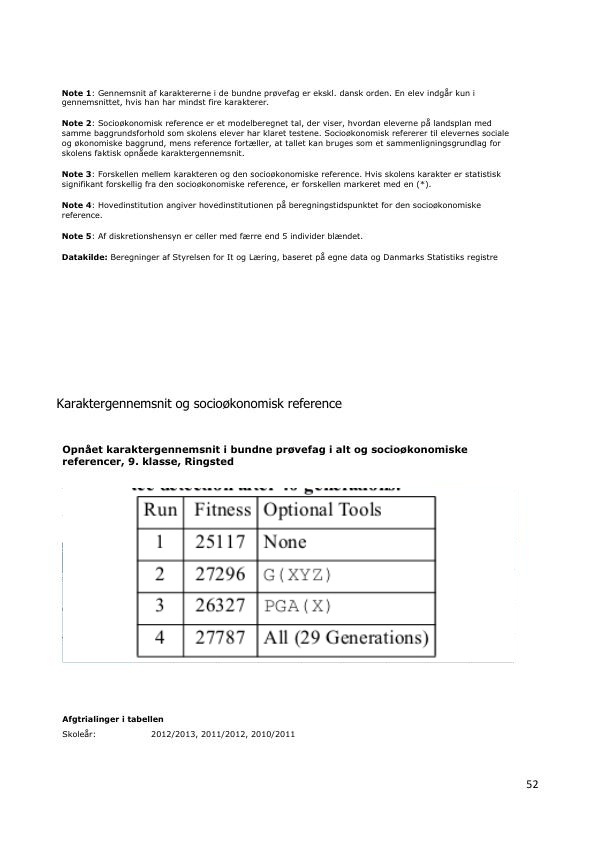 Note 1: Gennemsnit af karaktererne i de bundne prøvefag er ekskl. dansk orden. En elev indgår kun i
gennemsnittet, hvis han har mindst fire karakterer.
Note 2: Socioøkonomisk reference er et modelberegnet tal, der viser, hvordan eleverne på landsplan med
samme baggrundsforhold som skolens elever har klaret testene. Socioøkonomisk refererer til elevernes sociale
og økonomiske baggrund, mens reference fortæller, at tallet kan bruges som et sammenligningsgrundlag for
skolens faktisk opnåede karaktergennemsnit.
Note 3: Forskellen mellem karakteren og den socioøkonomiske reference. Hvis skolens karakter er statistisk
signifikant forskellig fra den socioøkonomiske reference, er forskellen markeret med en (*).
Note 4: Hovedinstitution angiver hovedinstitutionen på beregningstidspunktet for den socioøkonomiske
reference.
Note 5: Af diskretionshensyn er celler med færre end 5 individer blændet.
Datakilde: Beregninger af Styrelsen for It og Læring, baseret på egne data og Danmarks Statistiks registre
Karaktergennemsnit og socioøkonomisk reference
Opnået karaktergennemsnit i bundne prøvefag i alt og socioøkonomiske
referencer, 9. klasse, Ringsted
detection after generations.
Run Fitness Optional Tools
1 25117 None
2 27296 G(XYZ)
3 26327 PGA(X)
4 27787 All (29 Generations)
Afgtrialinger i tabellen
Skoleår: 2012/2013, 2011/2012, 2010/2011
52